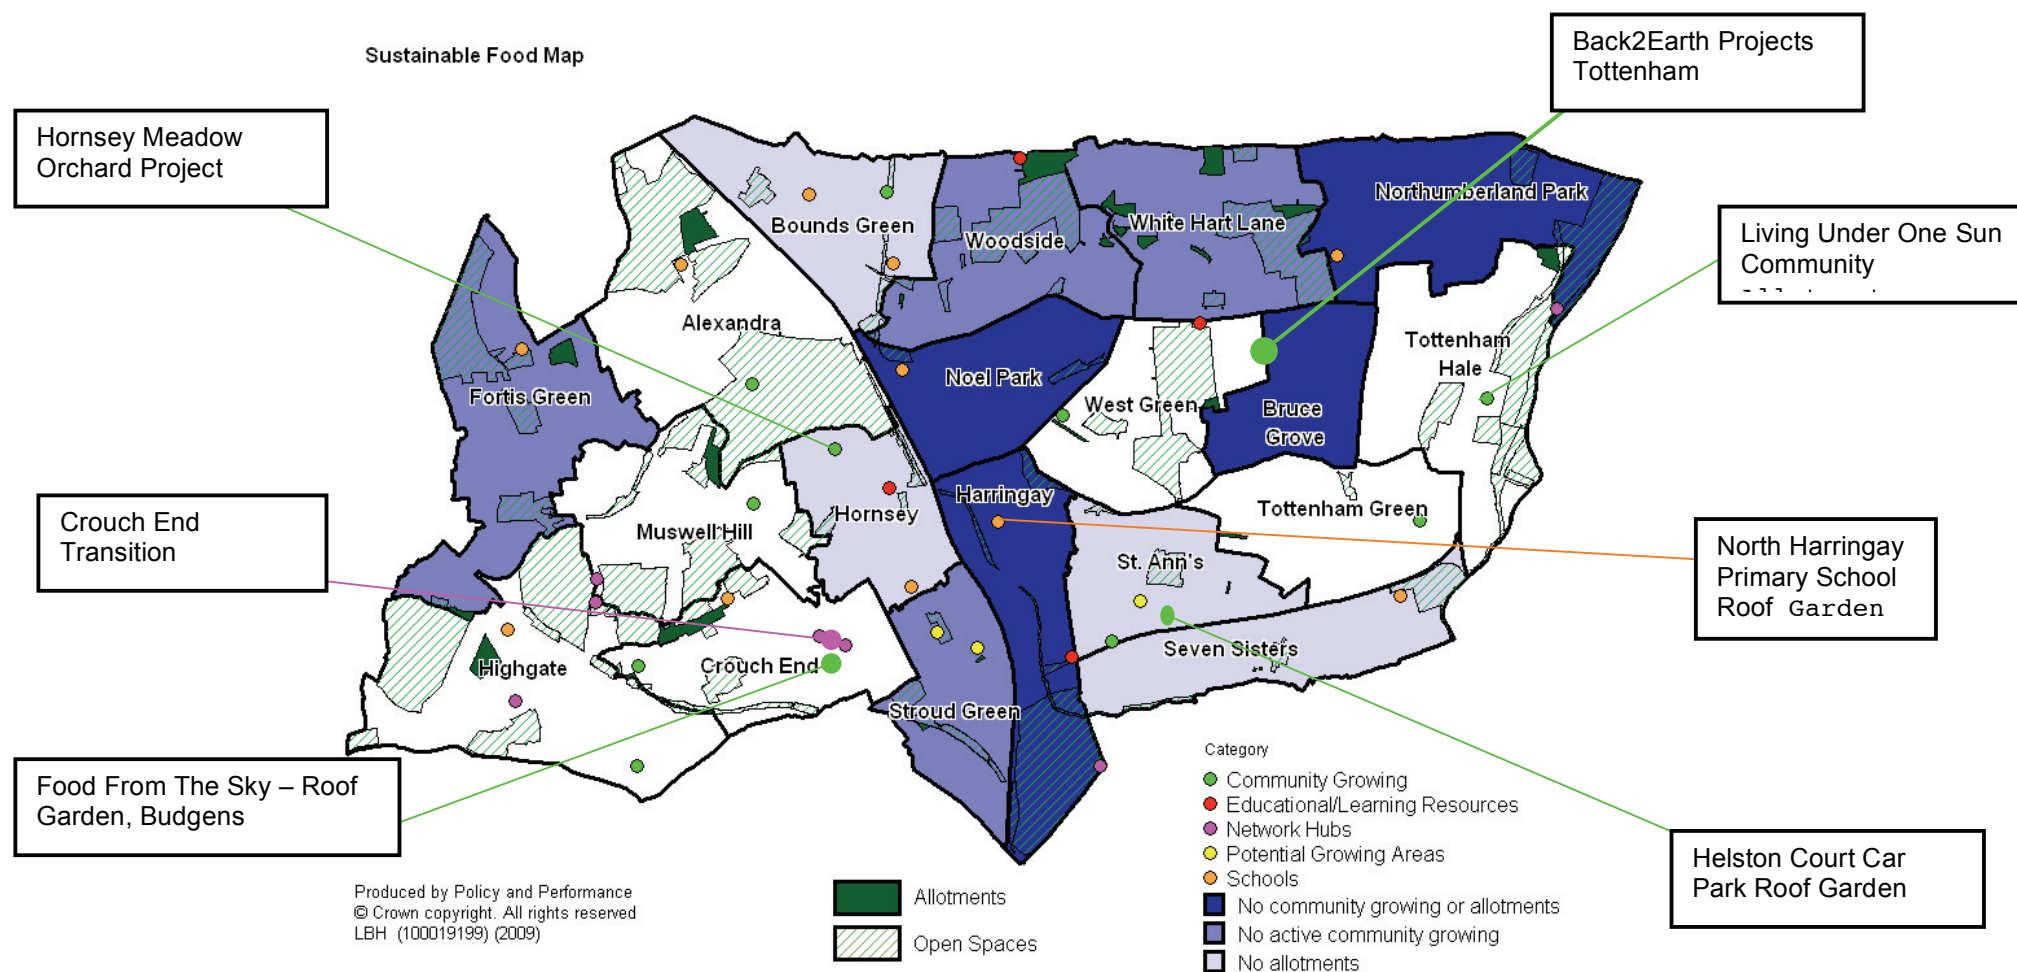 Sustainable Food Map
Back2Earth Projects
Tottenham
Hornsey Meadow
Orchard Project
Living Under One Sun
Community
Northumberland Park
Bounds Green
Woodside
White Hart Lane
Alexandra
Tottenham
Hale
Fortis Green
Noel Park
West Green
Bruce
Grove
Crouch End
Transition
Harringay
Hornsey
Tottenham Green
Muswell Hill
St. Ann's
North Harringay
Primary School
Roof Garden
Highgate
Crouch End
Seven Sisters
Stroud Green
Food From The Sky – Roof
Garden, Budgens
Helston Court Car
Park Roof Garden
Category
Community Growing
Educational/Learning Resources
Network Hubs
Potential Growing Areas
Schools
No community growing or allotments
No active community growing
No allotments
Allotments
Open Spaces
Produced by Policy and Performance
© Crown copyright. All rights reserved
LBH (100019199) (2009)